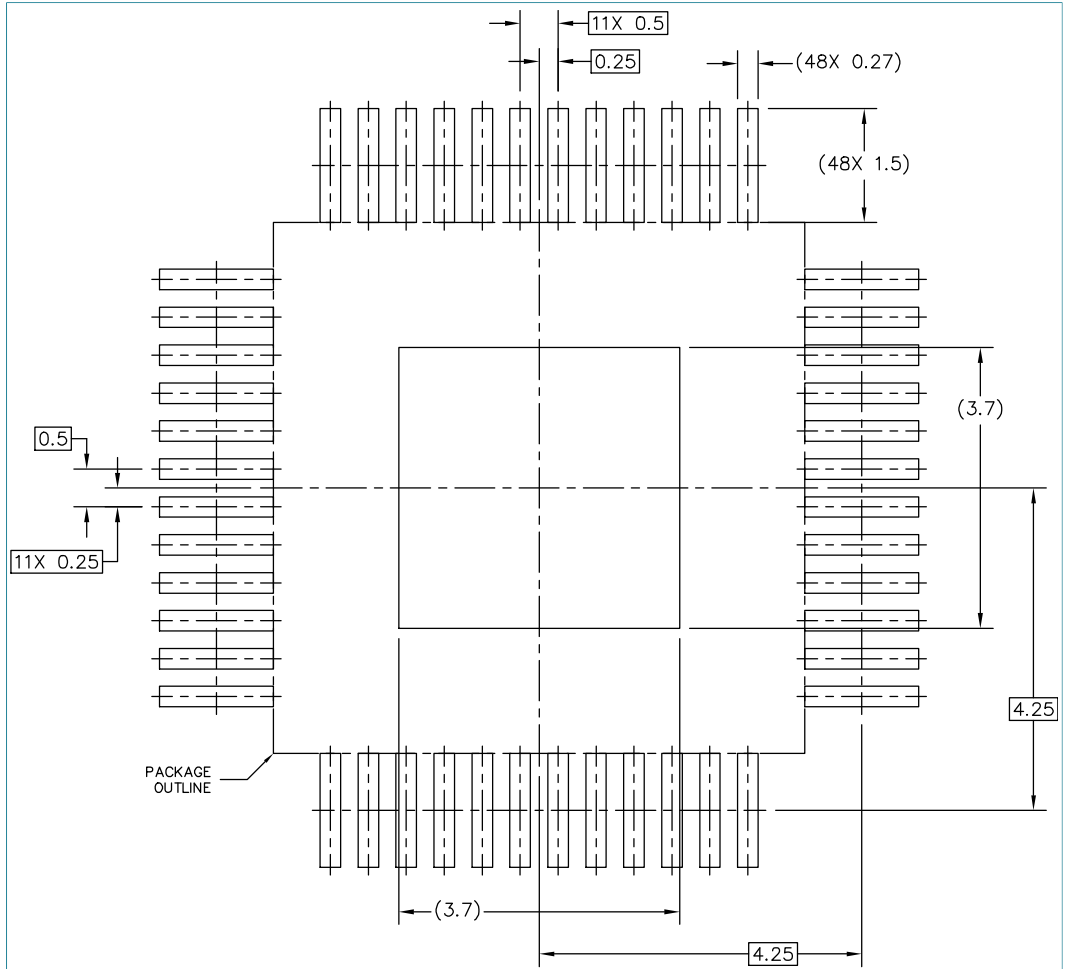 11X 0.5
0.25
(48X 0.27)
(48X 1.5)
(3.7)
0.5
11X 0.25
4.25
PACKAGE
OUTLINE
(3.7)
4.25